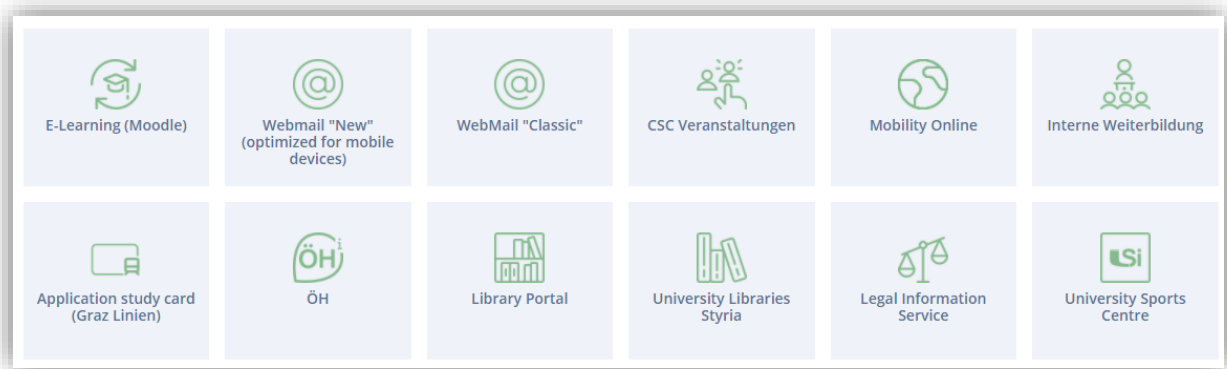 E-Learning (Moodle)
Webmail "New"
(optimized for mobile
devices)
WebMail "Classic"
CSC Veranstaltungen
Mobility Online
Interne Weiterbildung
Application study card
(Graz Linien)
ÖH i
ÖH
Library Portal
University Libraries
Styria
Legal Information
Service
USi
University Sports
Centre